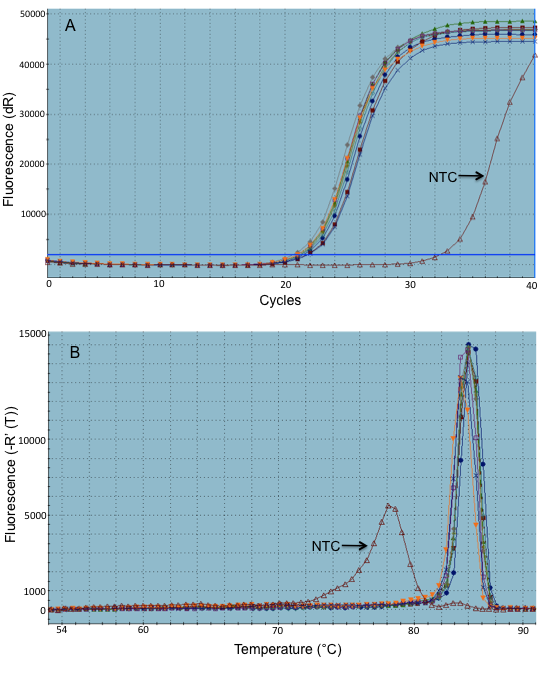 50000
A
40000
30000
20000
10000
Fluorescence (dR)
NTC
0 10 20 30 40
Cycles
15000
B
10000
5000
1000
0
Fluorescence (-R' (T))
NTC
54 60 70 80 90
Temperature (°C)